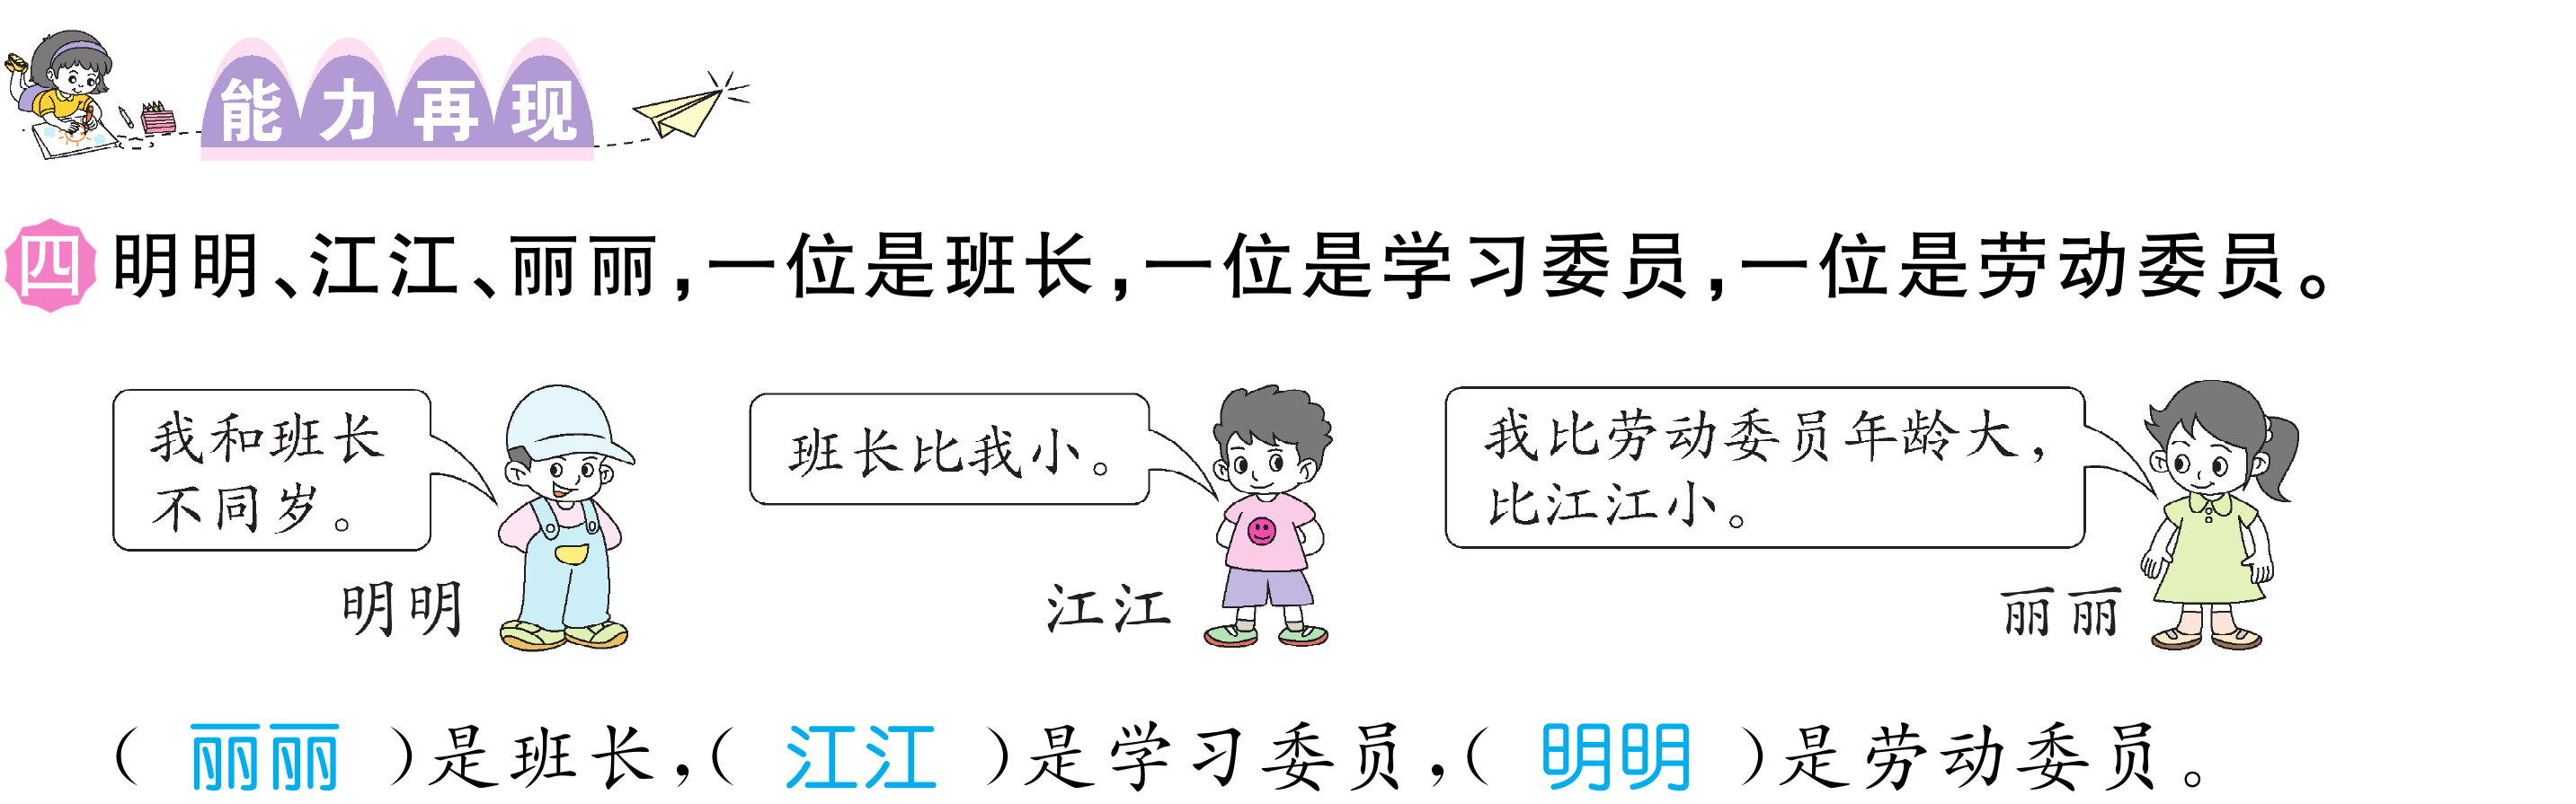 能力再现
四 明明、江江、丽丽,一位是班长,一位是学习委员,一位是劳动委员。
我和班长
不同岁。
明明
班长比我小。
江江
我比劳动委员年龄大,
比江江小。
丽丽
( 丽丽 )是班长,( 江江 )是学习委员,( 明明 )是劳动委员。